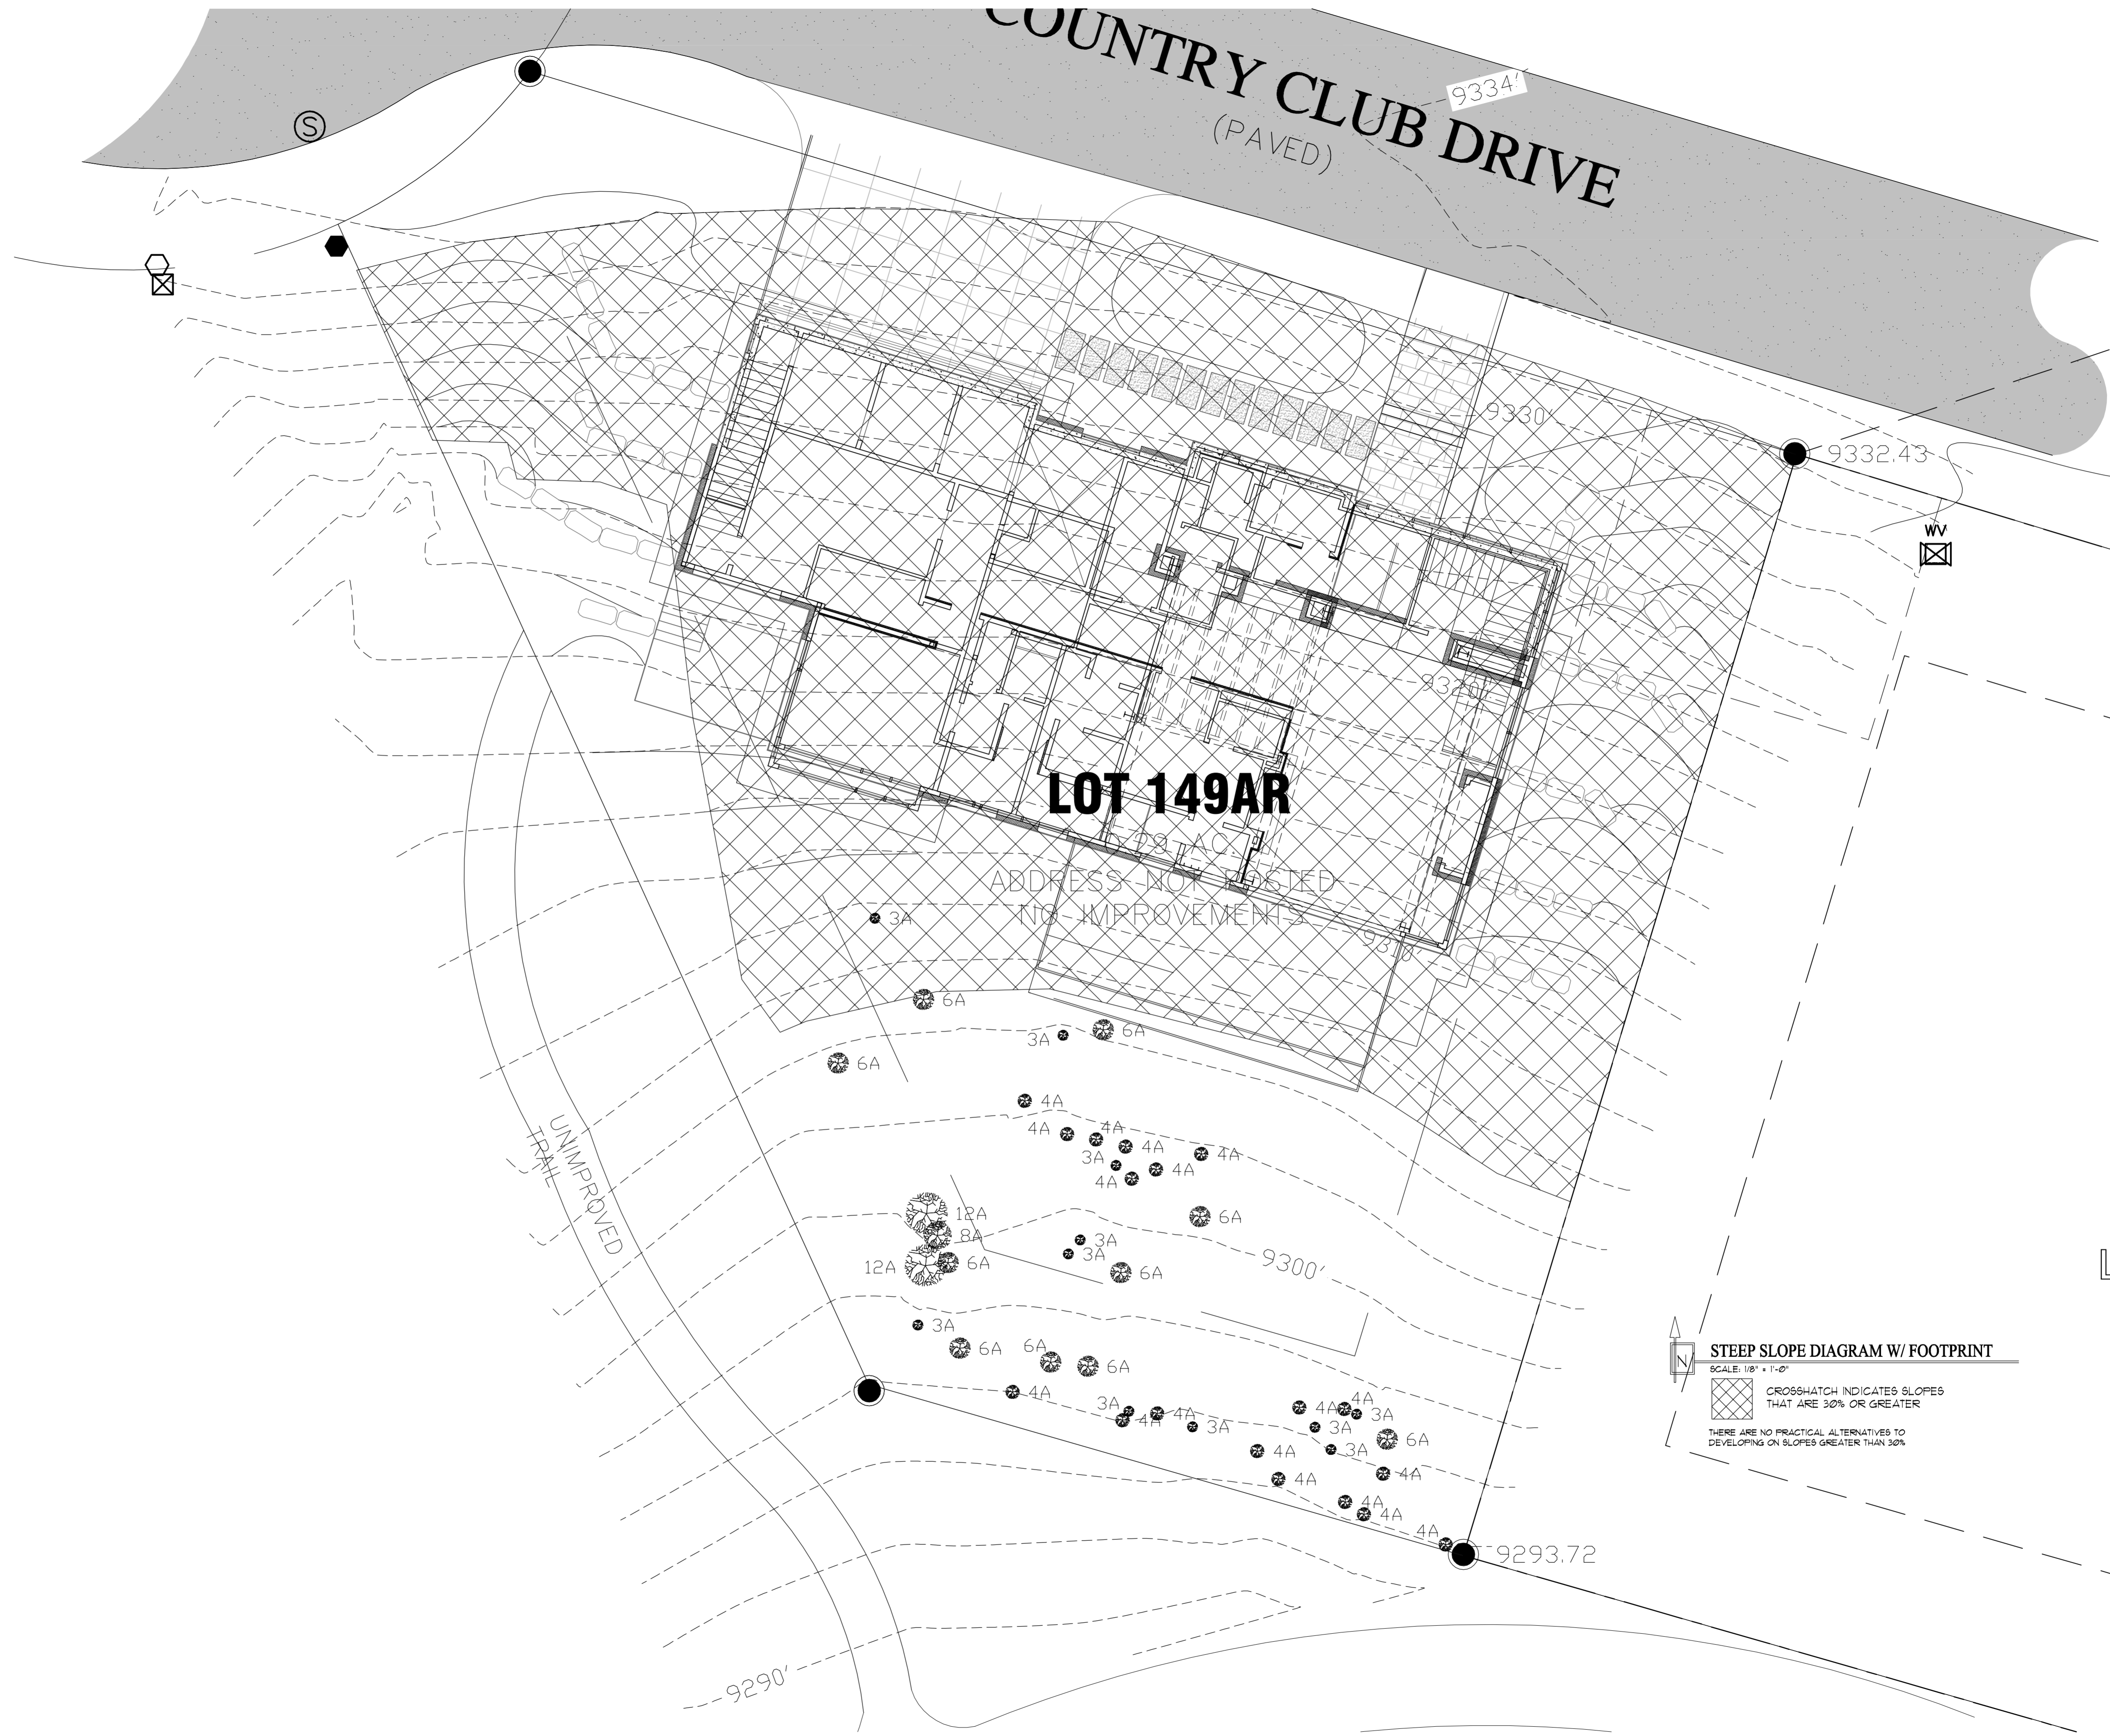 COUNTRY CLUB DRIVE
(PAVED)
9334'
S
9330'
9332.43
WV
9320'
LOT 149AR
0.29 AC.
ADDRESS NOT POSTED
NO IMPROVEMENTS
9310'
3A
6A
3A
6A
6A
4A
4A
4A
4A
4A
3A
4A
4A
UNIMPROVED
TRAIL
12A
8A
12A
6A
6A
3A
3A
6A
9300'
3A
6A
6A
6A
4A
3A
4A
4A
3A
4A
4A
3A
3A
6A
4A
3A
4A
4A
4A
4A
4A
9293.72
9290'
N
STEEP SLOPE DIAGRAM W/ FOOTPRINT
SCALE: 1/8" = 1'-0"
CROSSHATCH INDICATES SLOPES
THAT ARE 30% OR GREATER
THERE ARE NO PRACTICAL ALTERNATIVES TO
DEVELOPING ON SLOPES GREATER THAN 30%